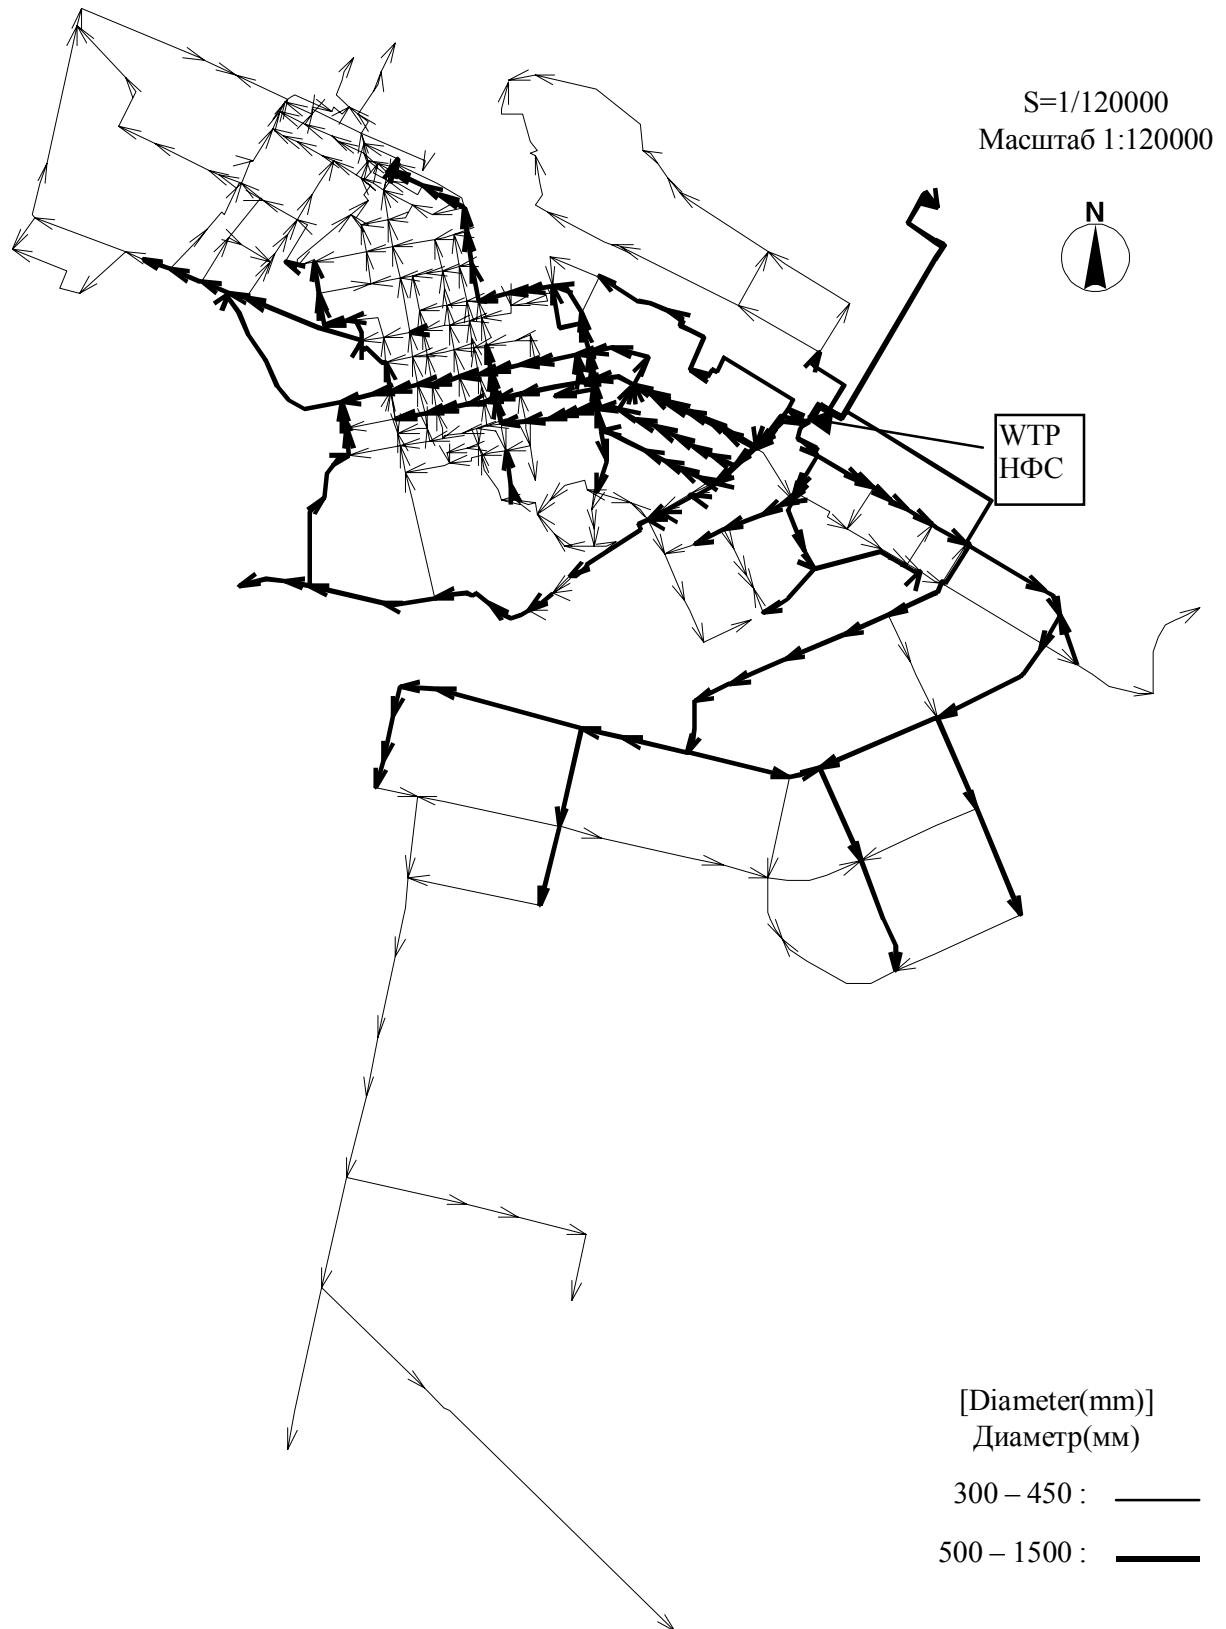 S=1/120000
Масштаб 1:120000
N
WTP
НФС
[Diameter(mm)]
Диаметр(мм)
300 – 450 :
500 – 1500 :